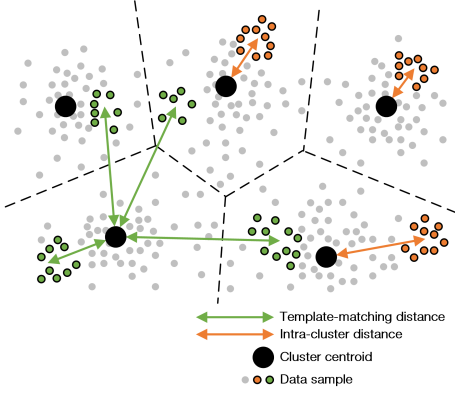 Template-matching distance
Intra-cluster distance
Cluster centroid
Data sample